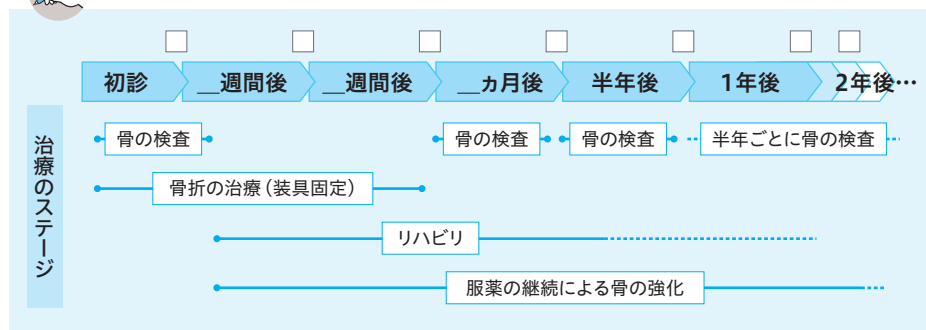 初診
__週間後
__週間後
__ヵ月後
半年後
1年後
2年後…
治療のステージ
骨の検査
骨の検査
骨の検査
半年ごとに骨の検査
骨折の治療（装具固定）
リハビリ
服薬の継続による骨の強化